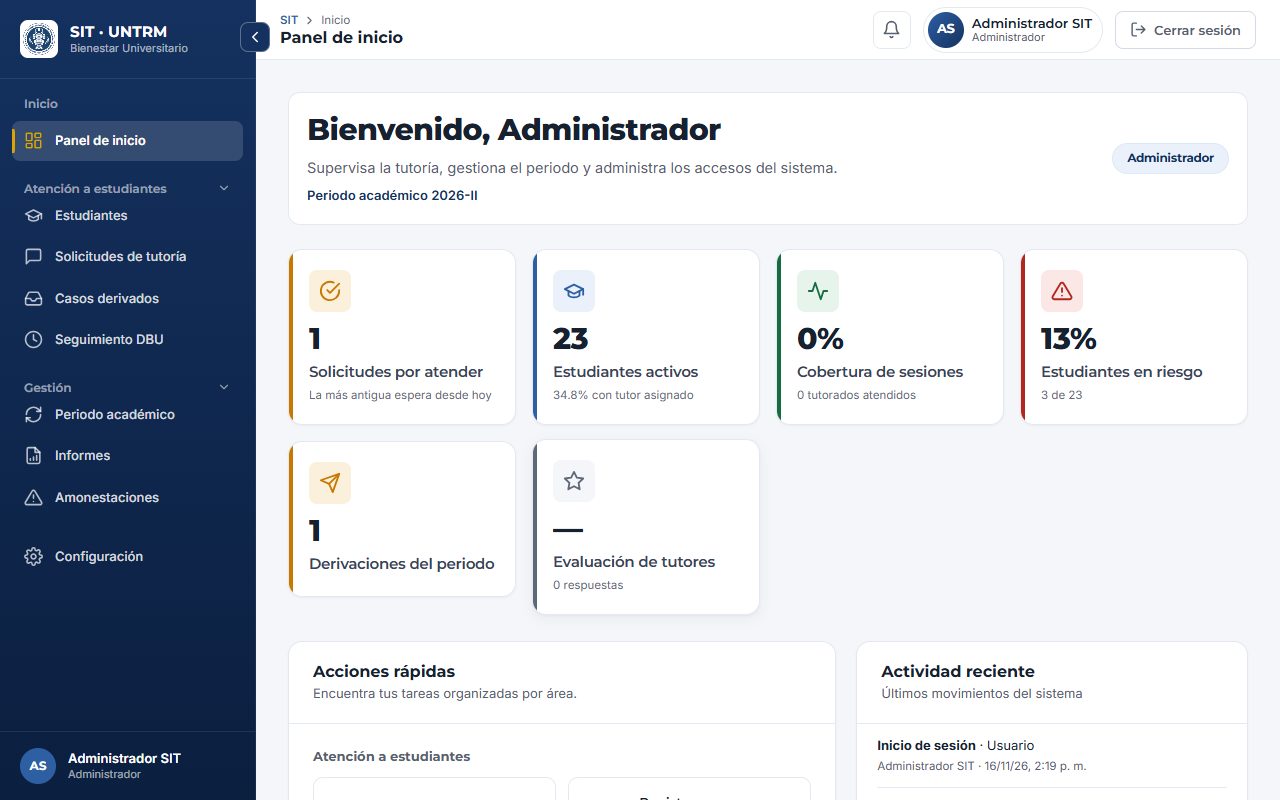 SIT · UNTRM
Bienestar Universitario
Inicio
Panel de inicio
Atención a estudiantes
Estudiantes
Solicitudes de tutoría
Casos derivados
Seguimiento DBU
Gestión
Periodo académico
Informes
Amonestaciones
Configuración
AS
Administrador SIT
Administrador
SIT > Inicio
Panel de inicio
AS
Administrador SIT
Administrador
Cerrar sesión
Bienvenido, Administrador
Supervisa la tutoría, gestiona el periodo y administra los accesos del sistema.
Periodo académico 2026-II
Administrador
1
Solicitudes por atender
La más antigua espera desde hoy
23
Estudiantes activos
34.8% con tutor asignado
0%
Cobertura de sesiones
0 tutorados atendidos
13%
Estudiantes en riesgo
3 de 23
1
Derivaciones del periodo
—
Evaluación de tutores
0 respuestas
Acciones rápidas
Encuentra tus tareas organizadas por área.
Atención a estudiantes
Actividad reciente
Últimos movimientos del sistema
Inicio de sesión · Usuario
Administrador SIT · 16/11/26, 2:19 p. m.